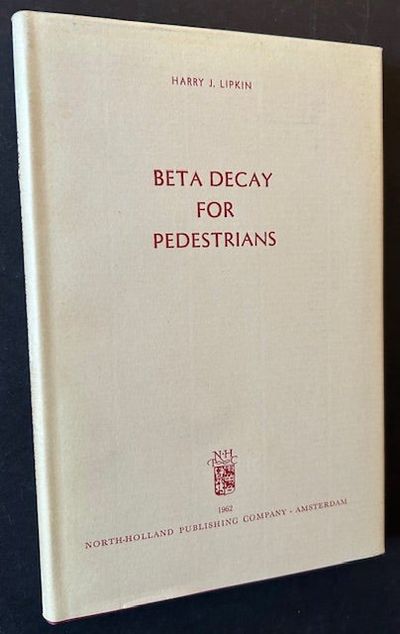 HARRY J. LIPKIN
BETA DECAY
FOR
PEDESTRIANS
N·H
P C
1962
NORTH-HOLLAND PUBLISHING COMPANY - AMSTERDAM